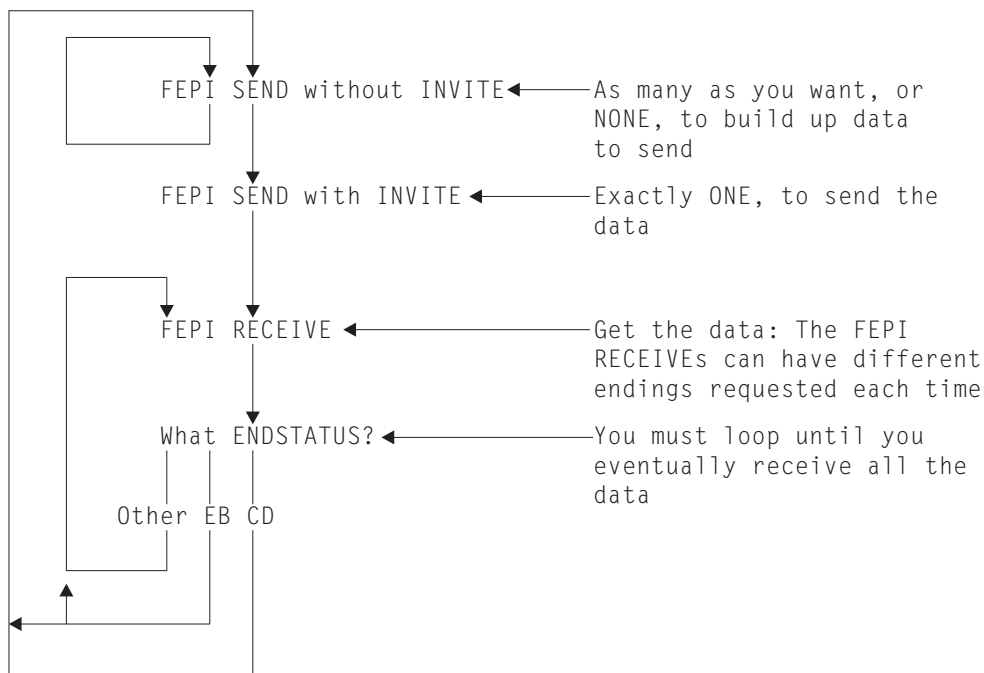 FEPI SEND without INVITE
As many as you want, or
NONE, to build up data
to send
FEPI SEND with INVITE
Exactly ONE, to send the
data
FEPI RECEIVE
Get the data: The FEPI
RECEIVEs can have different
endings requested each time
What ENDSTATUS?
You must loop until you
eventually receive all the
data
Other EB CD